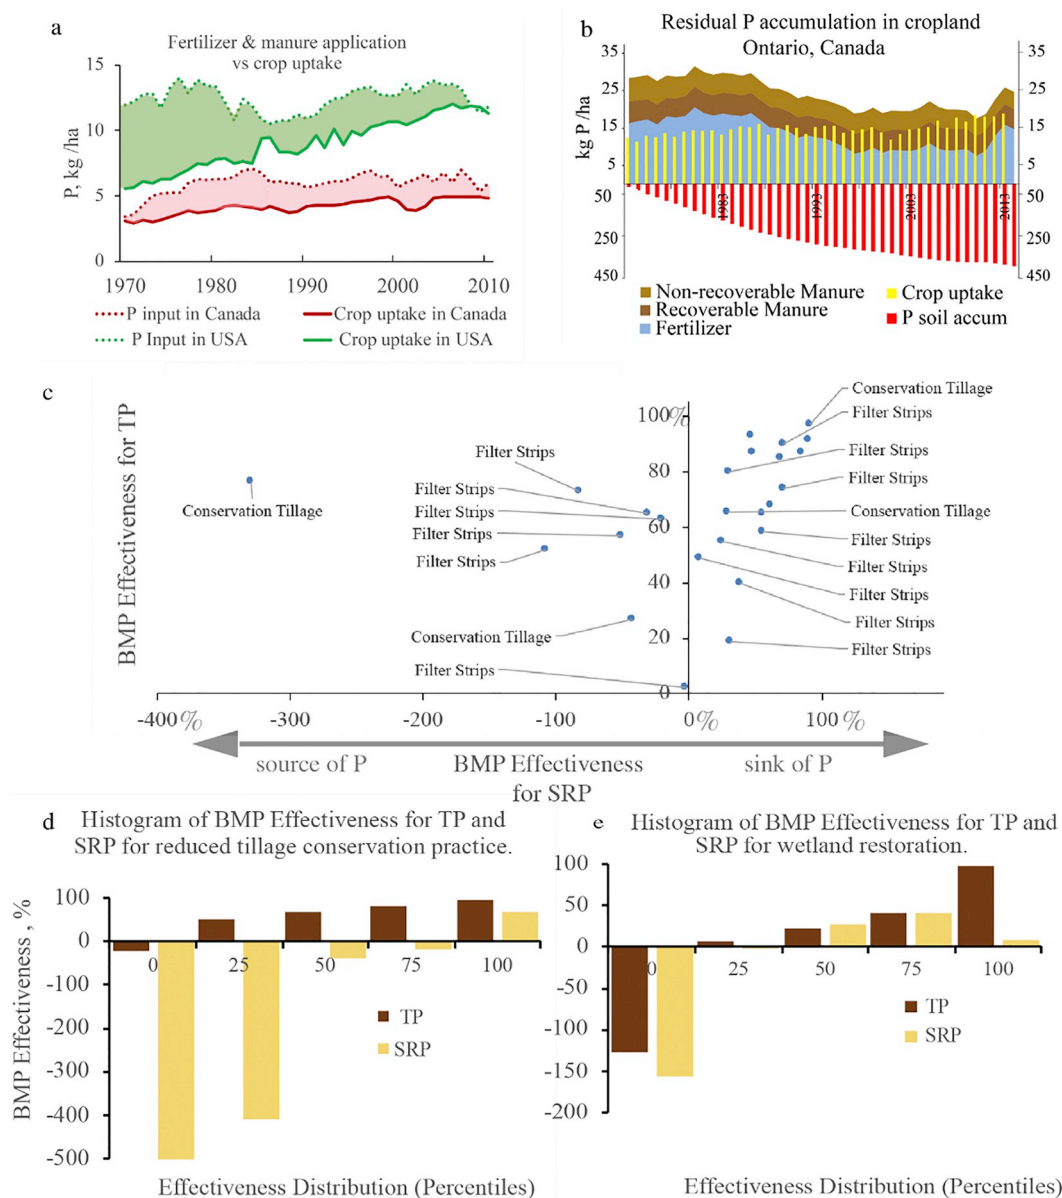 a
Fertilizer & manure application
vs crop uptake
P, kg /ha
15
10
5
0
1970 1980 1990 2000 2010
P input in Canada Crop uptake in Canada
P Input in USA Crop uptake in USA
b
Residual P accumulation in cropland
Ontario, Canada
kg P /ha
35 35
25 25
15 15
5 5
50 50
250 250
450 450
1983 1993 2003 2013
Non-recoverable Manure Crop uptake
Recoverable Manure P soil accum
Fertilizer
c
BMP Effectiveness for TP
100%
80
60
40
20
0
Conservation Tillage
Filter Strips
Filter Strips
Filter Strips
Conservation Tillage
Filter Strips
Filter Strips
Filter Strips
Filter Strips
Filter Strips
Filter Strips
Filter Strips
Filter Strips
Filter Strips
Filter Strips
Conservation Tillage
Conservation Tillage
Filter Strips
-400% -300 -200 -100 0% 100%
source of P BMP Effectiveness sink of P
for SRP
d
Histogram of BMP Effectiveness for TP and
SRP for reduced tillage conservation practice.
BMP Effectiveness , %
100
0
-100
-200
-300
-400
-500
0 25 50 75 100
TP
SRP
Effectiveness Distribution (Percentiles)
e
Histogram of BMP Effectiveness for TP and
SRP for wetland restoration.
100
50
0
-50
-100
-150
-200
0 25 50 75 100
TP
SRP
Effectiveness Distribution (Percentiles)